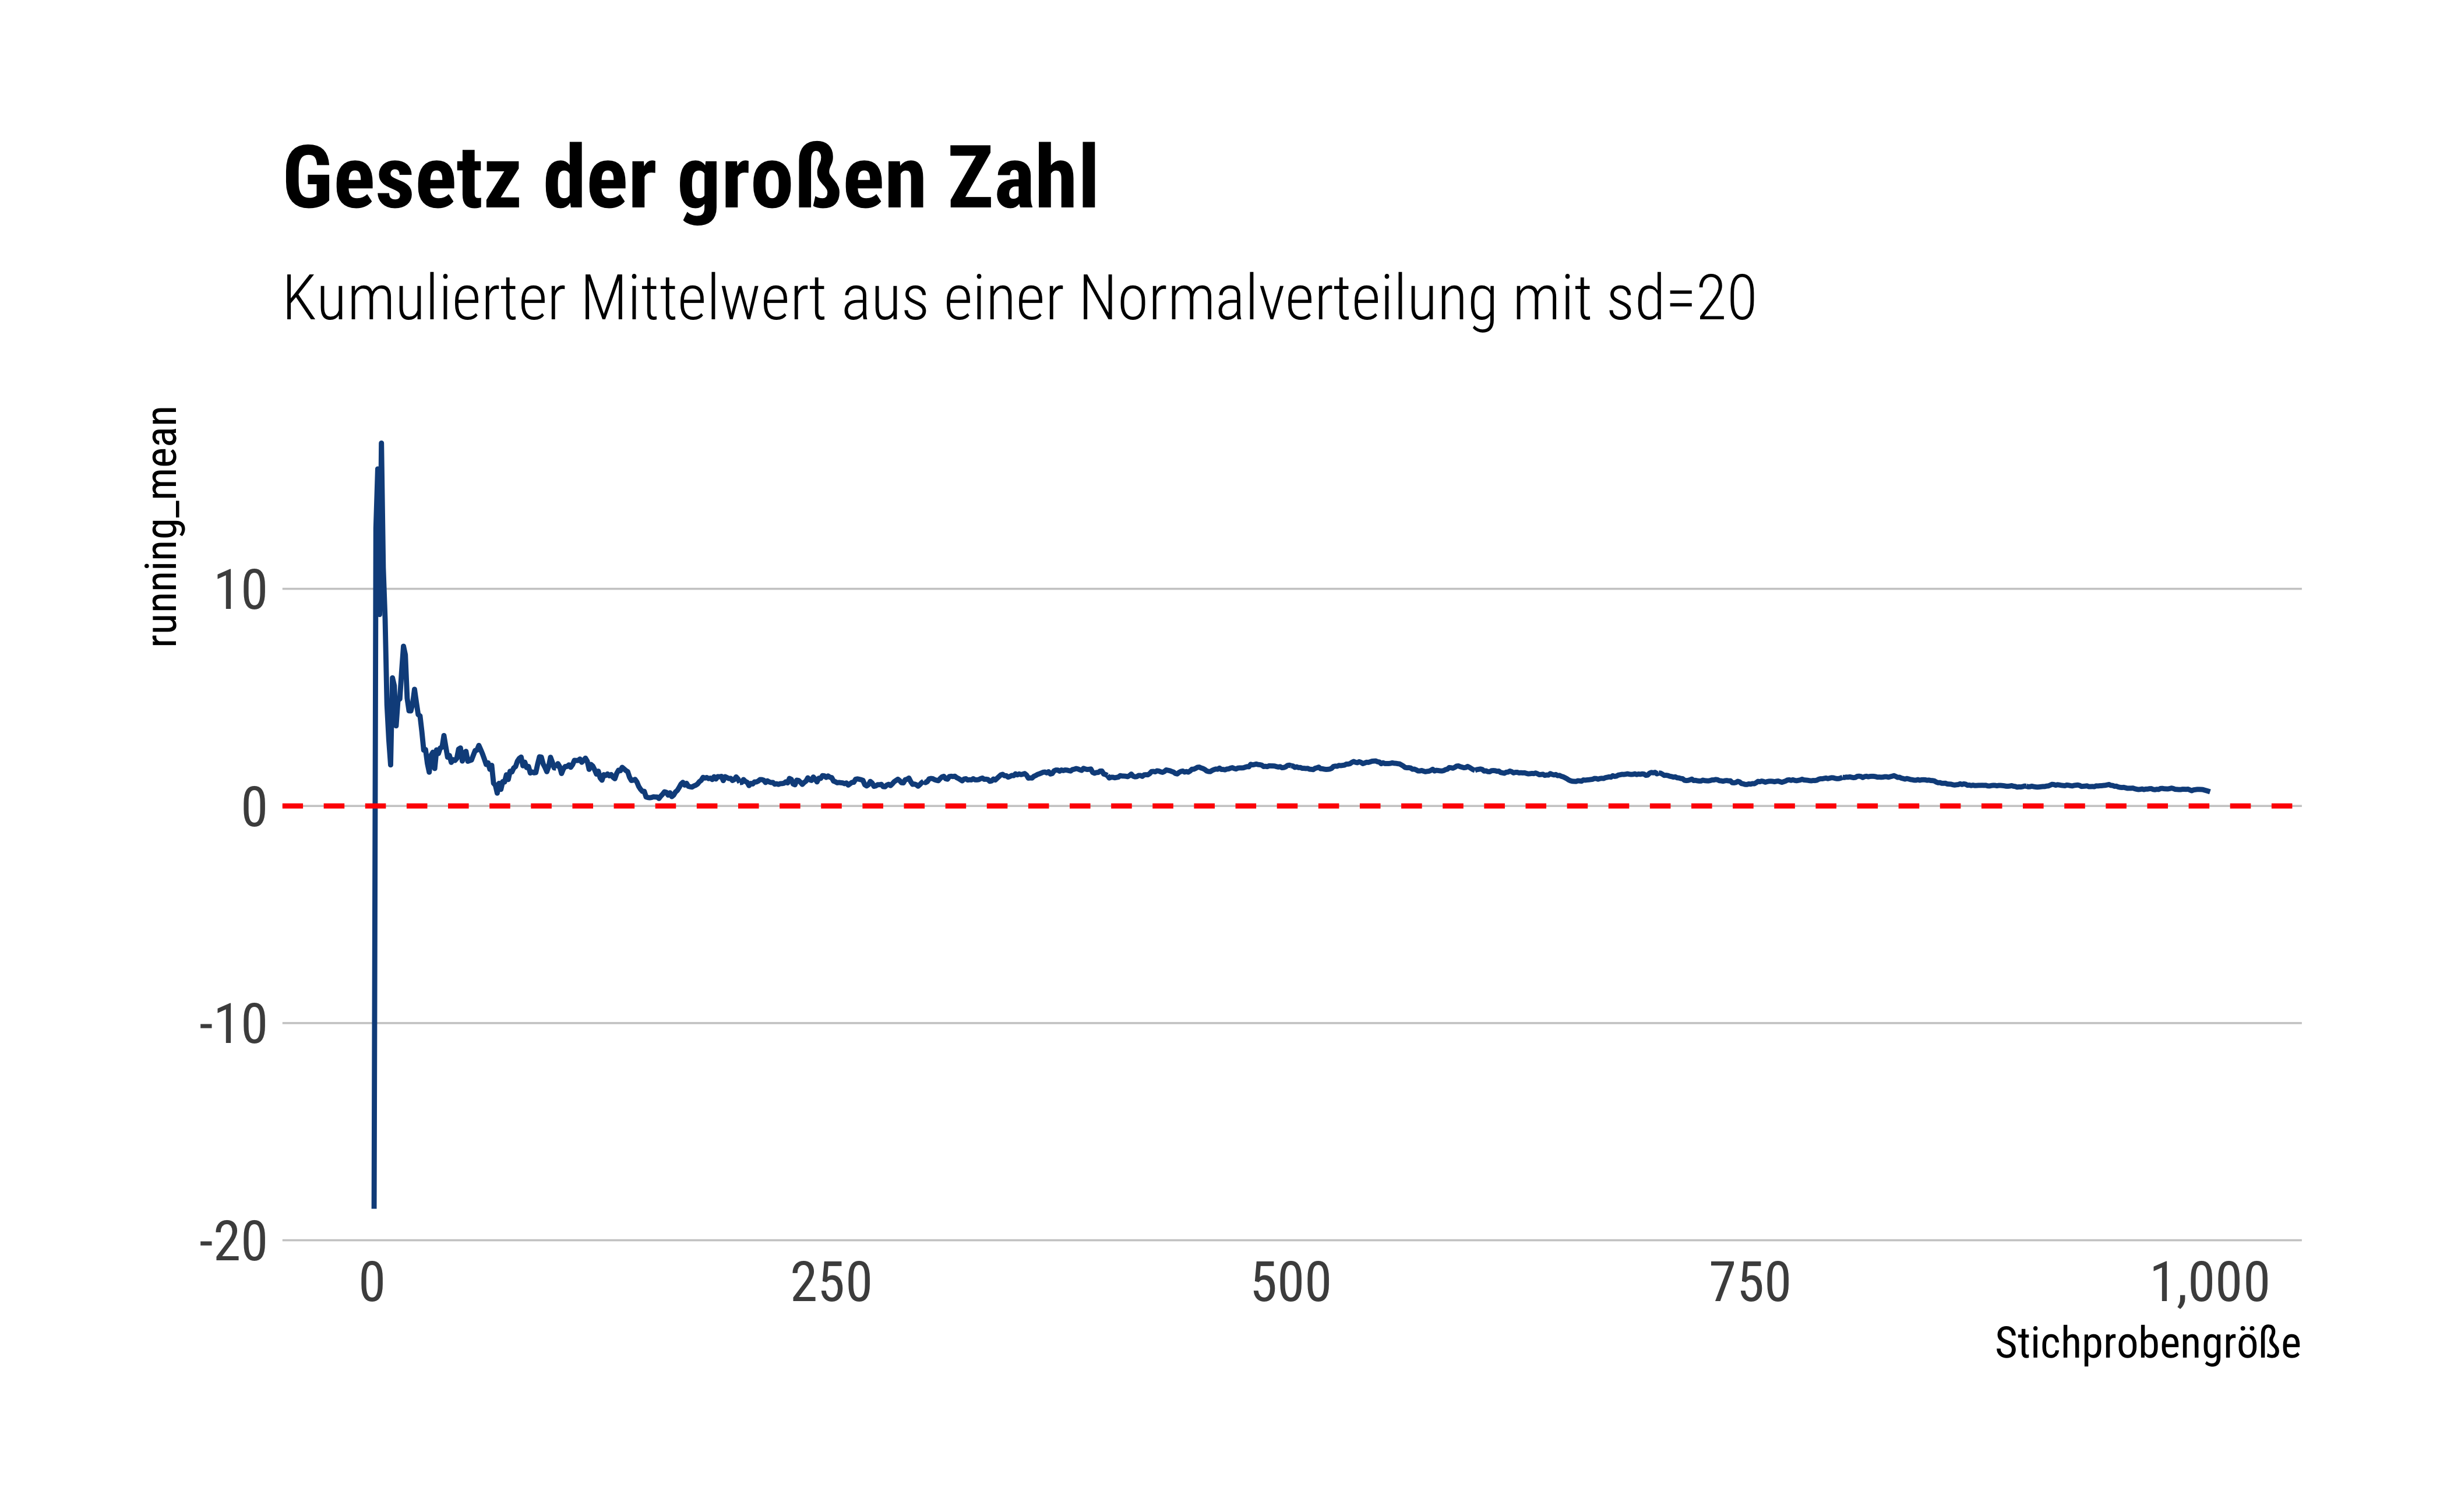 Gesetz der großen Zahl
Kumulierter Mittelwert aus einer Normalverteilung mit sd=20
running_mean
10
0
-10
-20
0 250 500 750 1,000
Stichprobengröße